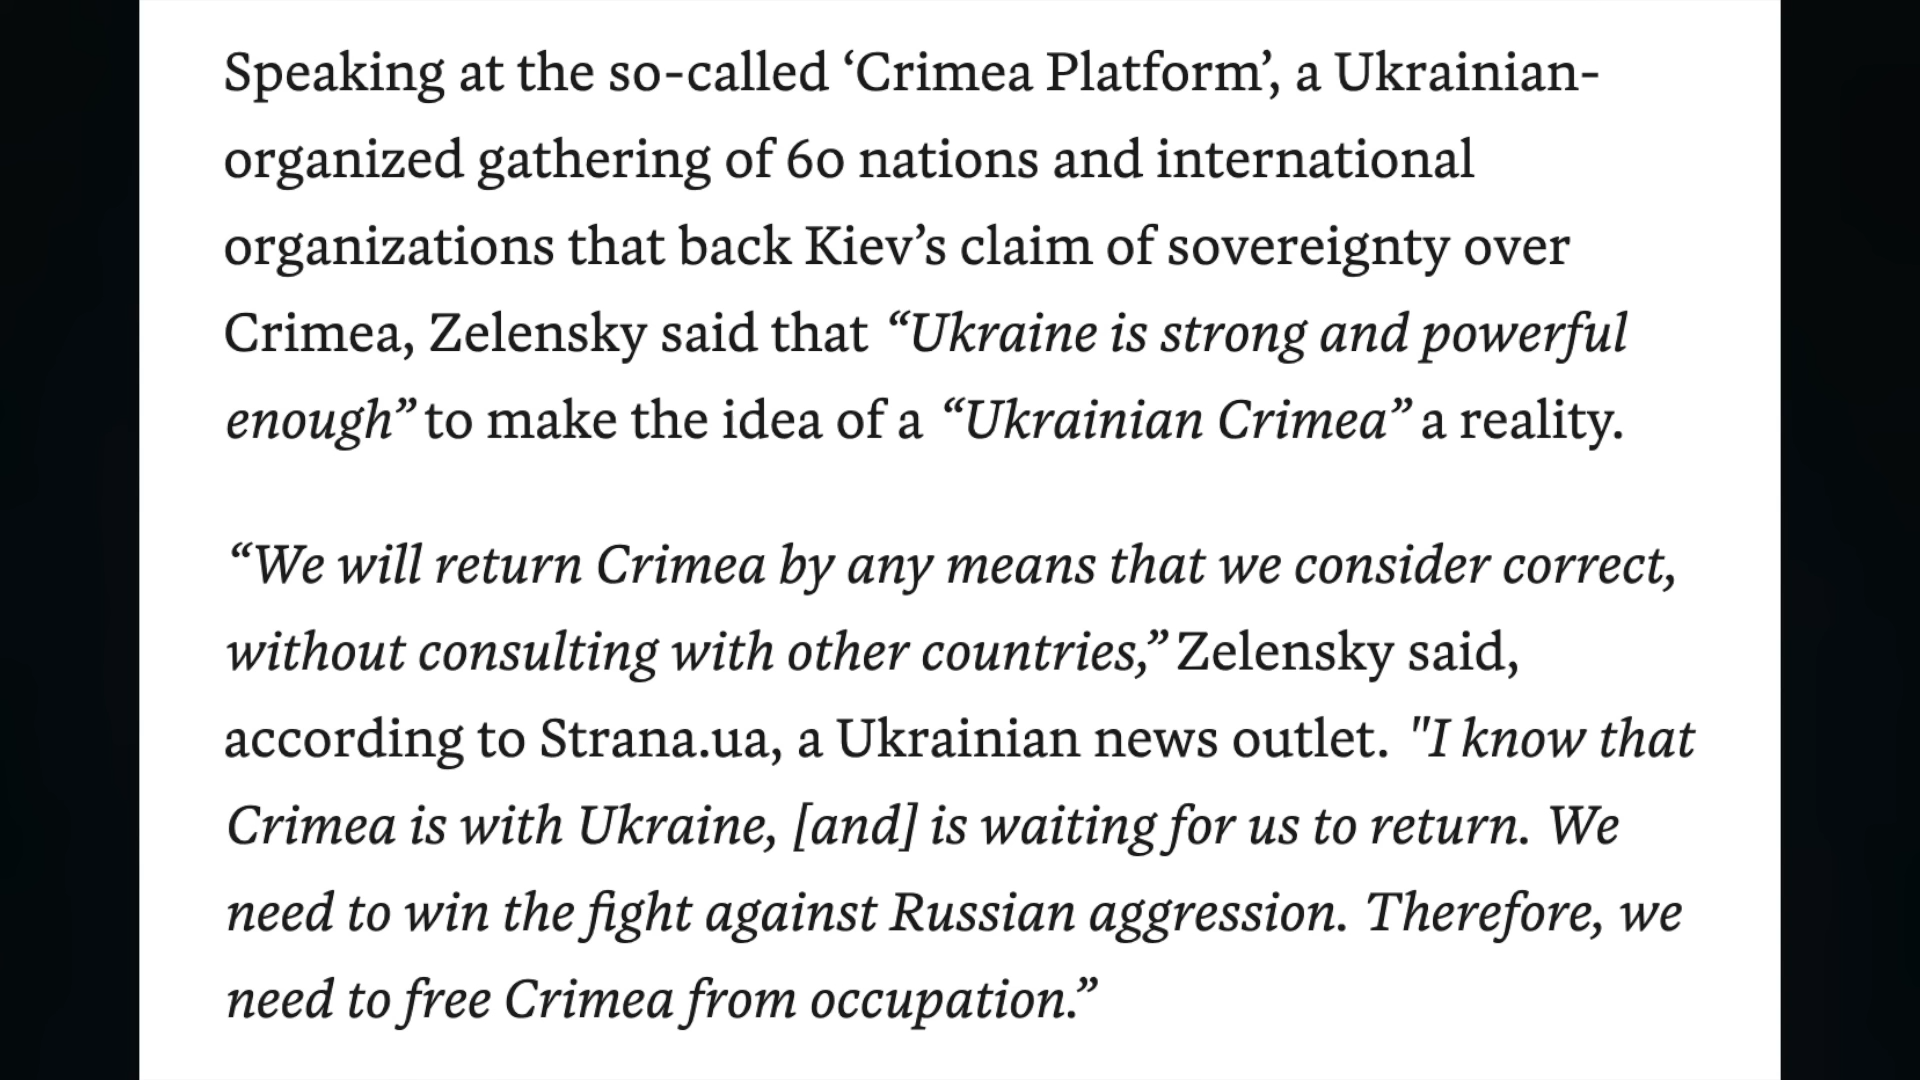 Speaking at the so-called ‘Crimea Platform’, a Ukrainian-
organized gathering of 60 nations and international
organizations that back Kiev’s claim of sovereignty over
Crimea, Zelensky said that “Ukraine is strong and powerful
enough” to make the idea of a “Ukrainian Crimea” a reality.
“We will return Crimea by any means that we consider correct,
without consulting with other countries,” Zelensky said,
according to Strana.ua, a Ukrainian news outlet. "I know that
Crimea is with Ukraine, [and] is waiting for us to return. We
need to win the fight against Russian aggression. Therefore, we
need to free Crimea from occupation.”